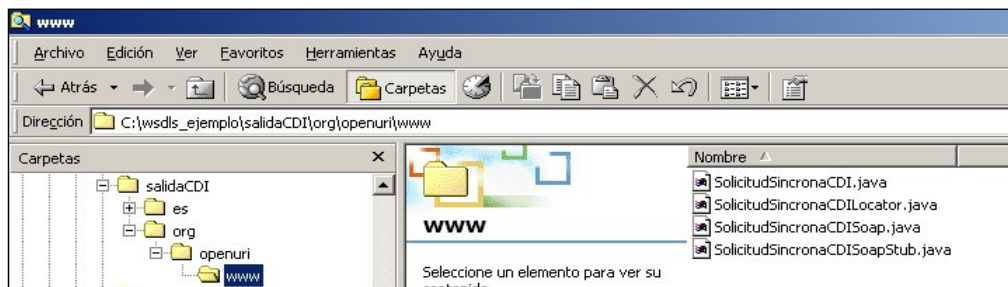 www
Archivo Edición Ver Favoritos Herramientas Ayuda
Atrás Búsqueda Carpetas
Dirección C:\wsdls_ejemplo\salidaCDI\org\openuri\www
Carpetas
salidaCDI
es
org
openuri
www
www
Seleccione un elemento para ver su
Nombre
SolicitudSincronaCDI.java
SolicitudSincronaCDILocator.java
SolicitudSincronaCDISoap.java
SolicitudSincronaCDISoapStub.java